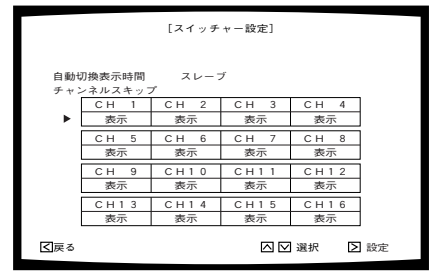 [スイッチャー設定]
自動切換表示時間 スレーブ
チャンネルスキップ
CH 1 CH 2 CH 3 CH 4
▶ 表示 表示 表示 表示
CH 5 CH 6 CH 7 CH 8
表示 表示 表示 表示
CH 9 CH10 CH11 CH12
表示 表示 表示 表示
CH13 CH14 CH15 CH16
表示 表示 表示 表示
戻る 選択 設定